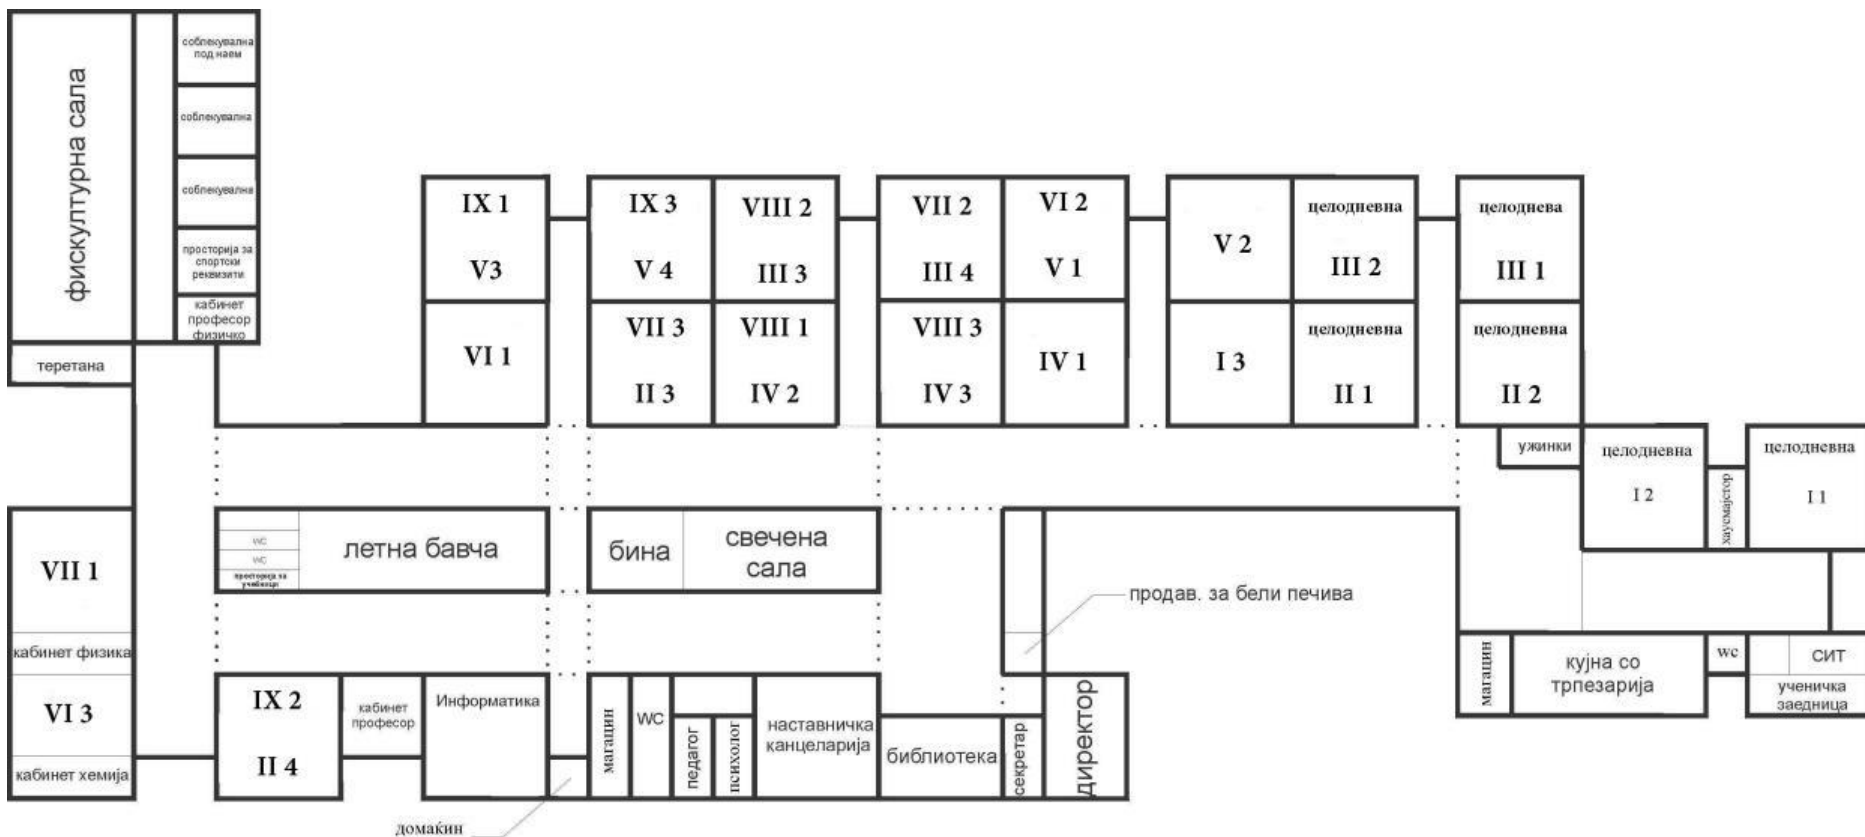 фискултурна сала
соблекувална
под наем
соблекувална
соблекувална
просторија за
спортски
реквизити
кабинет
професор
физичко
теретана
IX 1
V3
VI 1
IX 3
V 4
VIII 2
III 3
VII 3
II 3
VIII 1
IV 2
VII 2
III 4
VI 2
V 1
VIII 3
IV 3
IV 1
V 2
целодневна
III 2
I 3
целодневна
II 1
целоднева
III 1
целодневна
II 2
ужинки
целодневна
I 2
хаусмајстор
целодневна
I 1
VII 1
кабинет физика
VI 3
кабинет хемија
WC
WC
просторија за
учебници
летна бавча
бина
свечена
сала
продав. за бели печива
IX 2
II 4
кабинет
професор
Информатика
домаќин
магацин
WC
педагог
психолог
наставничка
канцеларија
библиотека
секретар
директор
магацин
кујна со
трпезарија
wc
СИТ
ученичка
заедница